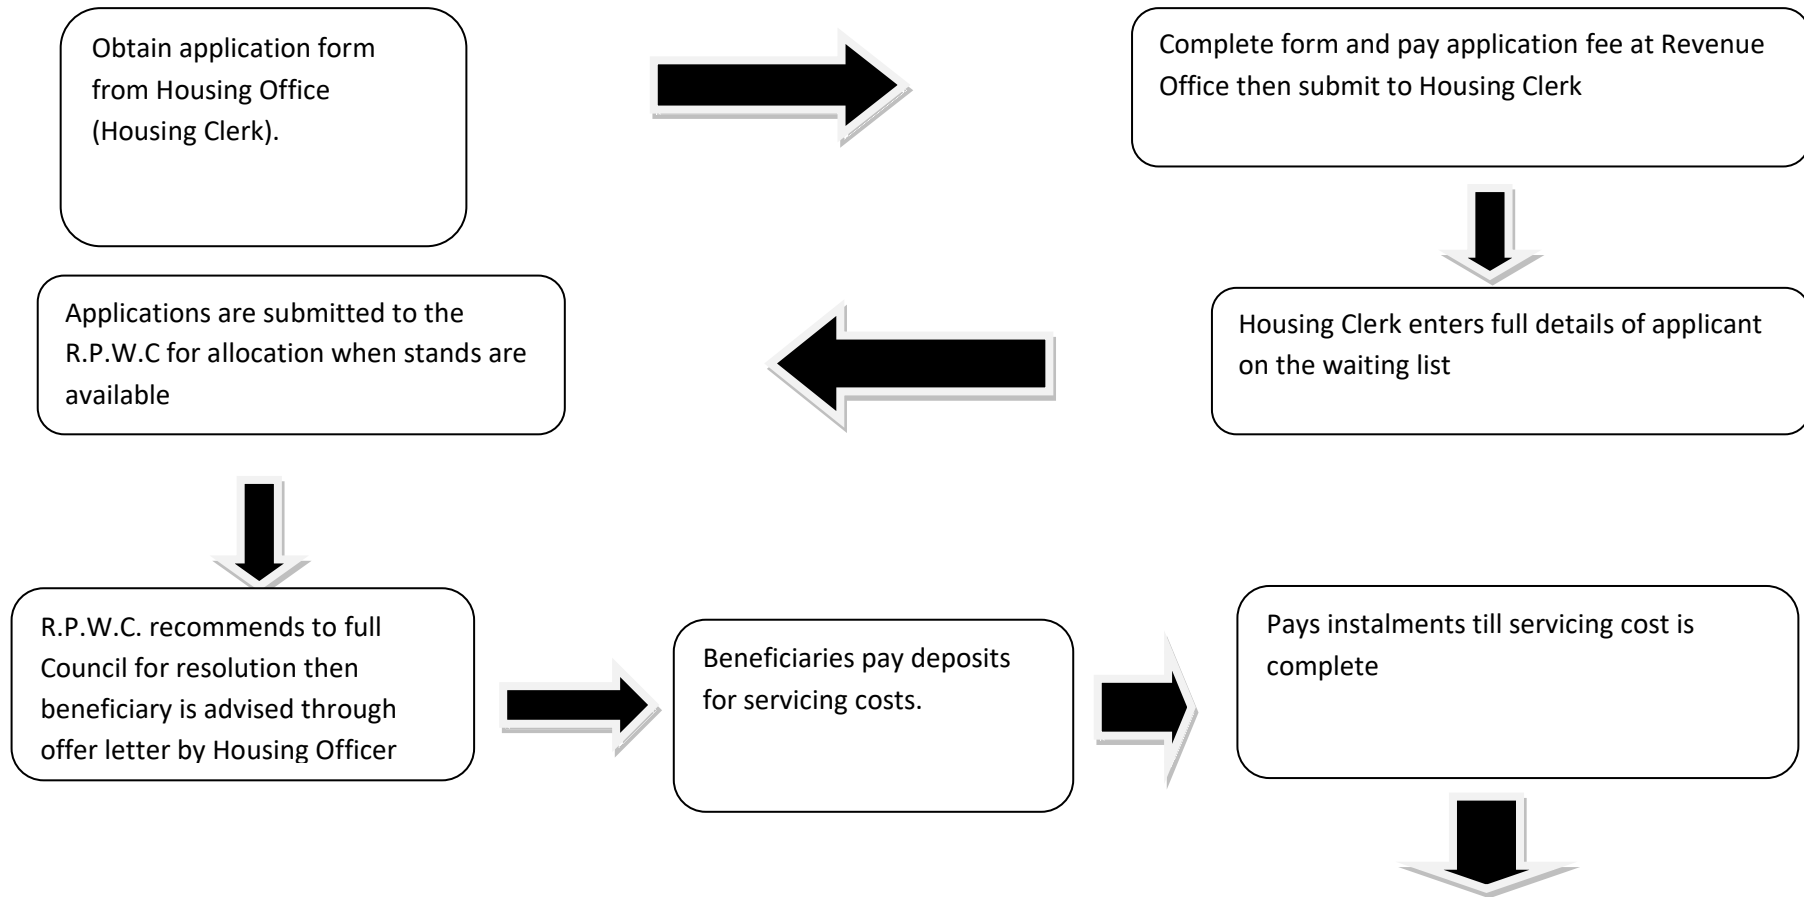 Obtain application form
from Housing Office
(Housing Clerk).
Complete form and pay application fee at Revenue
Office then submit to Housing Clerk
Housing Clerk enters full details of applicant
on the waiting list
Applications are submitted to the
R.P.W.C for allocation when stands are
available
R.P.W.C. recommends to full
Council for resolution then
beneficiary is advised through
offer letter by Housing Officer
Beneficiaries pay deposits
for servicing costs.
Pays instalments till servicing cost is
complete